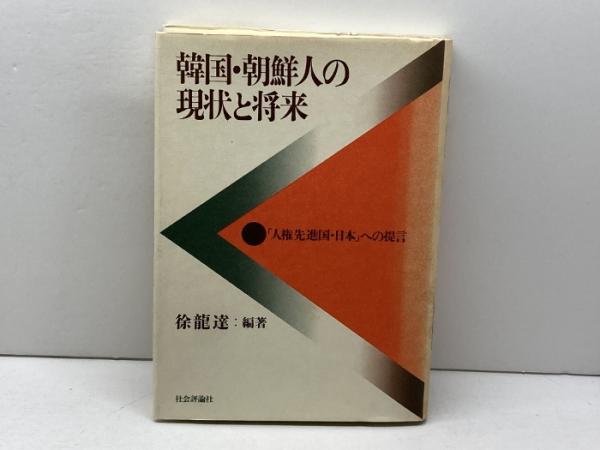 韓国・朝鮮人の
現状と将来
「人権先進国・日本」への提言
徐龍達:編著
社会評論社